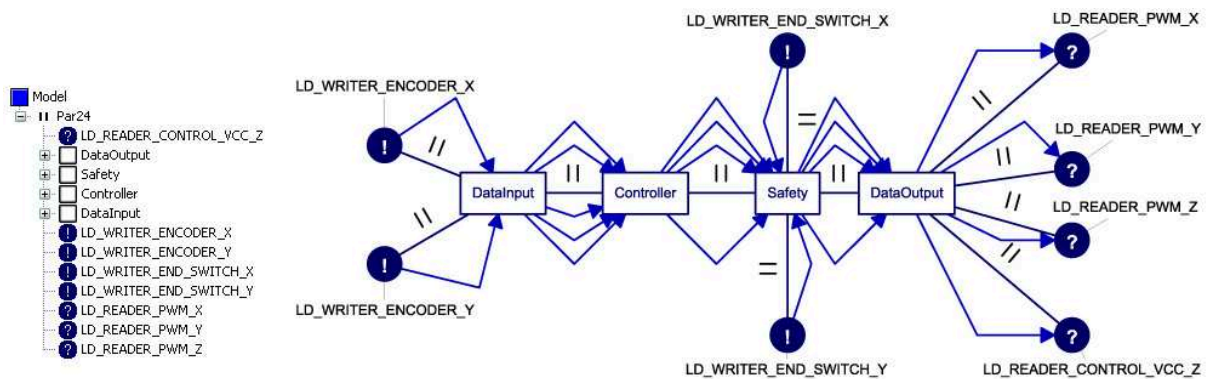 Model
Par24
? LD_READER_CONTROL_VCC_Z
DataOutput
Safety
Controller
DataInput
! LD_WRITER_ENCODER_X
! LD_WRITER_ENCODER_Y
! LD_WRITER_END_SWITCH_X
! LD_WRITER_END_SWITCH_Y
? LD_READER_PWM_X
? LD_READER_PWM_Y
? LD_READER_PWM_Z
LD_WRITER_END_SWITCH_X
LD_READER_PWM_X
! ?
LD_WRITER_ENCODER_X
!
LD_READER_PWM_Y
?
DataInput Controller Safety DataOutput
LD_READER_PWM_Z
?
!
LD_WRITER_ENCODER_Y
! ?
LD_WRITER_END_SWITCH_Y
LD_READER_CONTROL_VCC_Z